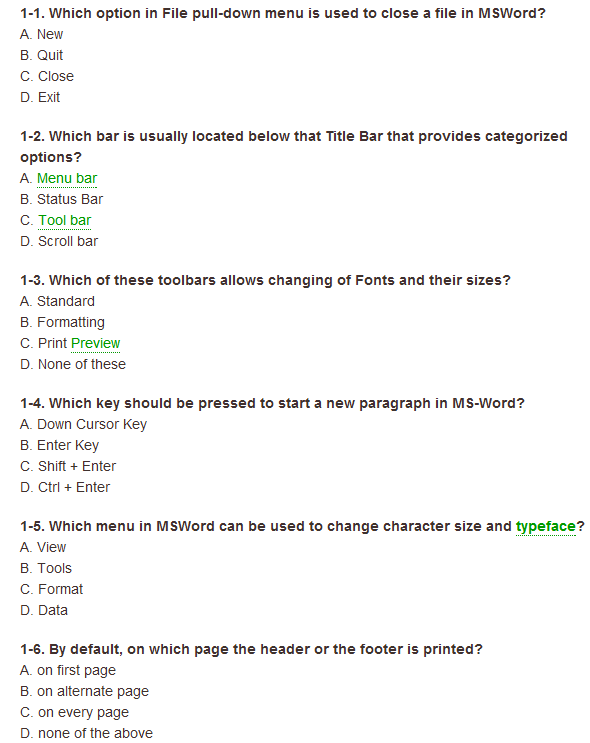 1-1. Which option in File pull-down menu is used to close a file in MSWord?
A. New
B. Quit
C. Close
D. Exit
1-2. Which bar is usually located below that Title Bar that provides categorized
options?
A. Menu bar
B. Status Bar
C. Tool bar
D. Scroll bar
1-3. Which of these toolbars allows changing of Fonts and their sizes?
A. Standard
B. Formatting
C. Print Preview
D. None of these
1-4. Which key should be pressed to start a new paragraph in MS-Word?
A. Down Cursor Key
B. Enter Key
C. Shift + Enter
D. Ctrl + Enter
1-5. Which menu in MSWord can be used to change character size and typeface?
A. View
B. Tools
C. Format
D. Data
1-6. By default, on which page the header or the footer is printed?
A. on first page
B. on alternate page
C. on every page
D. none of the above